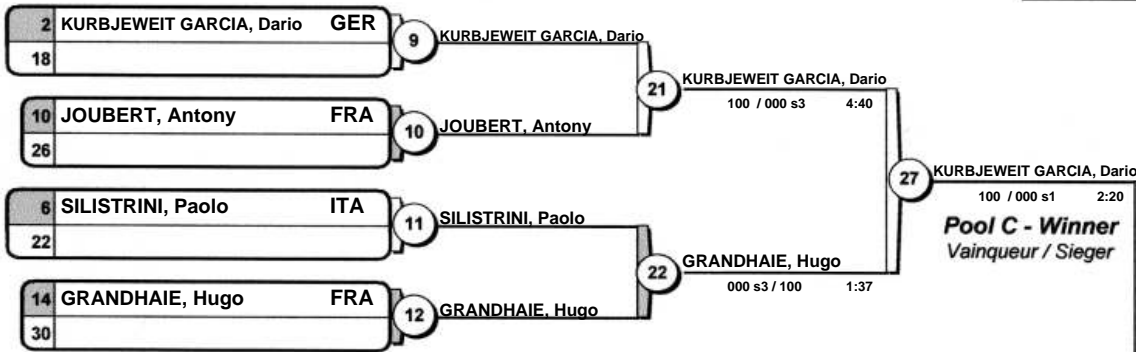 2 KURBJEWEIT GARCIA, Dario GER
18
9
KURBJEWEIT GARCIA, Dario
10 JOUBERT, Antony FRA
26
10
JOUBERT, Antony
21
KURBJEWEIT GARCIA, Dario
100 / 000 s3 4:40
6 SILISTRINI, Paolo ITA
22
11
SILISTRINI, Paolo
14 GRANDHAIE, Hugo FRA
30
12
GRANDHAIE, Hugo
22
GRANDHAIE, Hugo
000 s3 / 100 1:37
27
KURBJEWEIT GARCIA, Dario
100 / 000 s1 2:20
Pool C - Winner
Vainqueur / Sieger